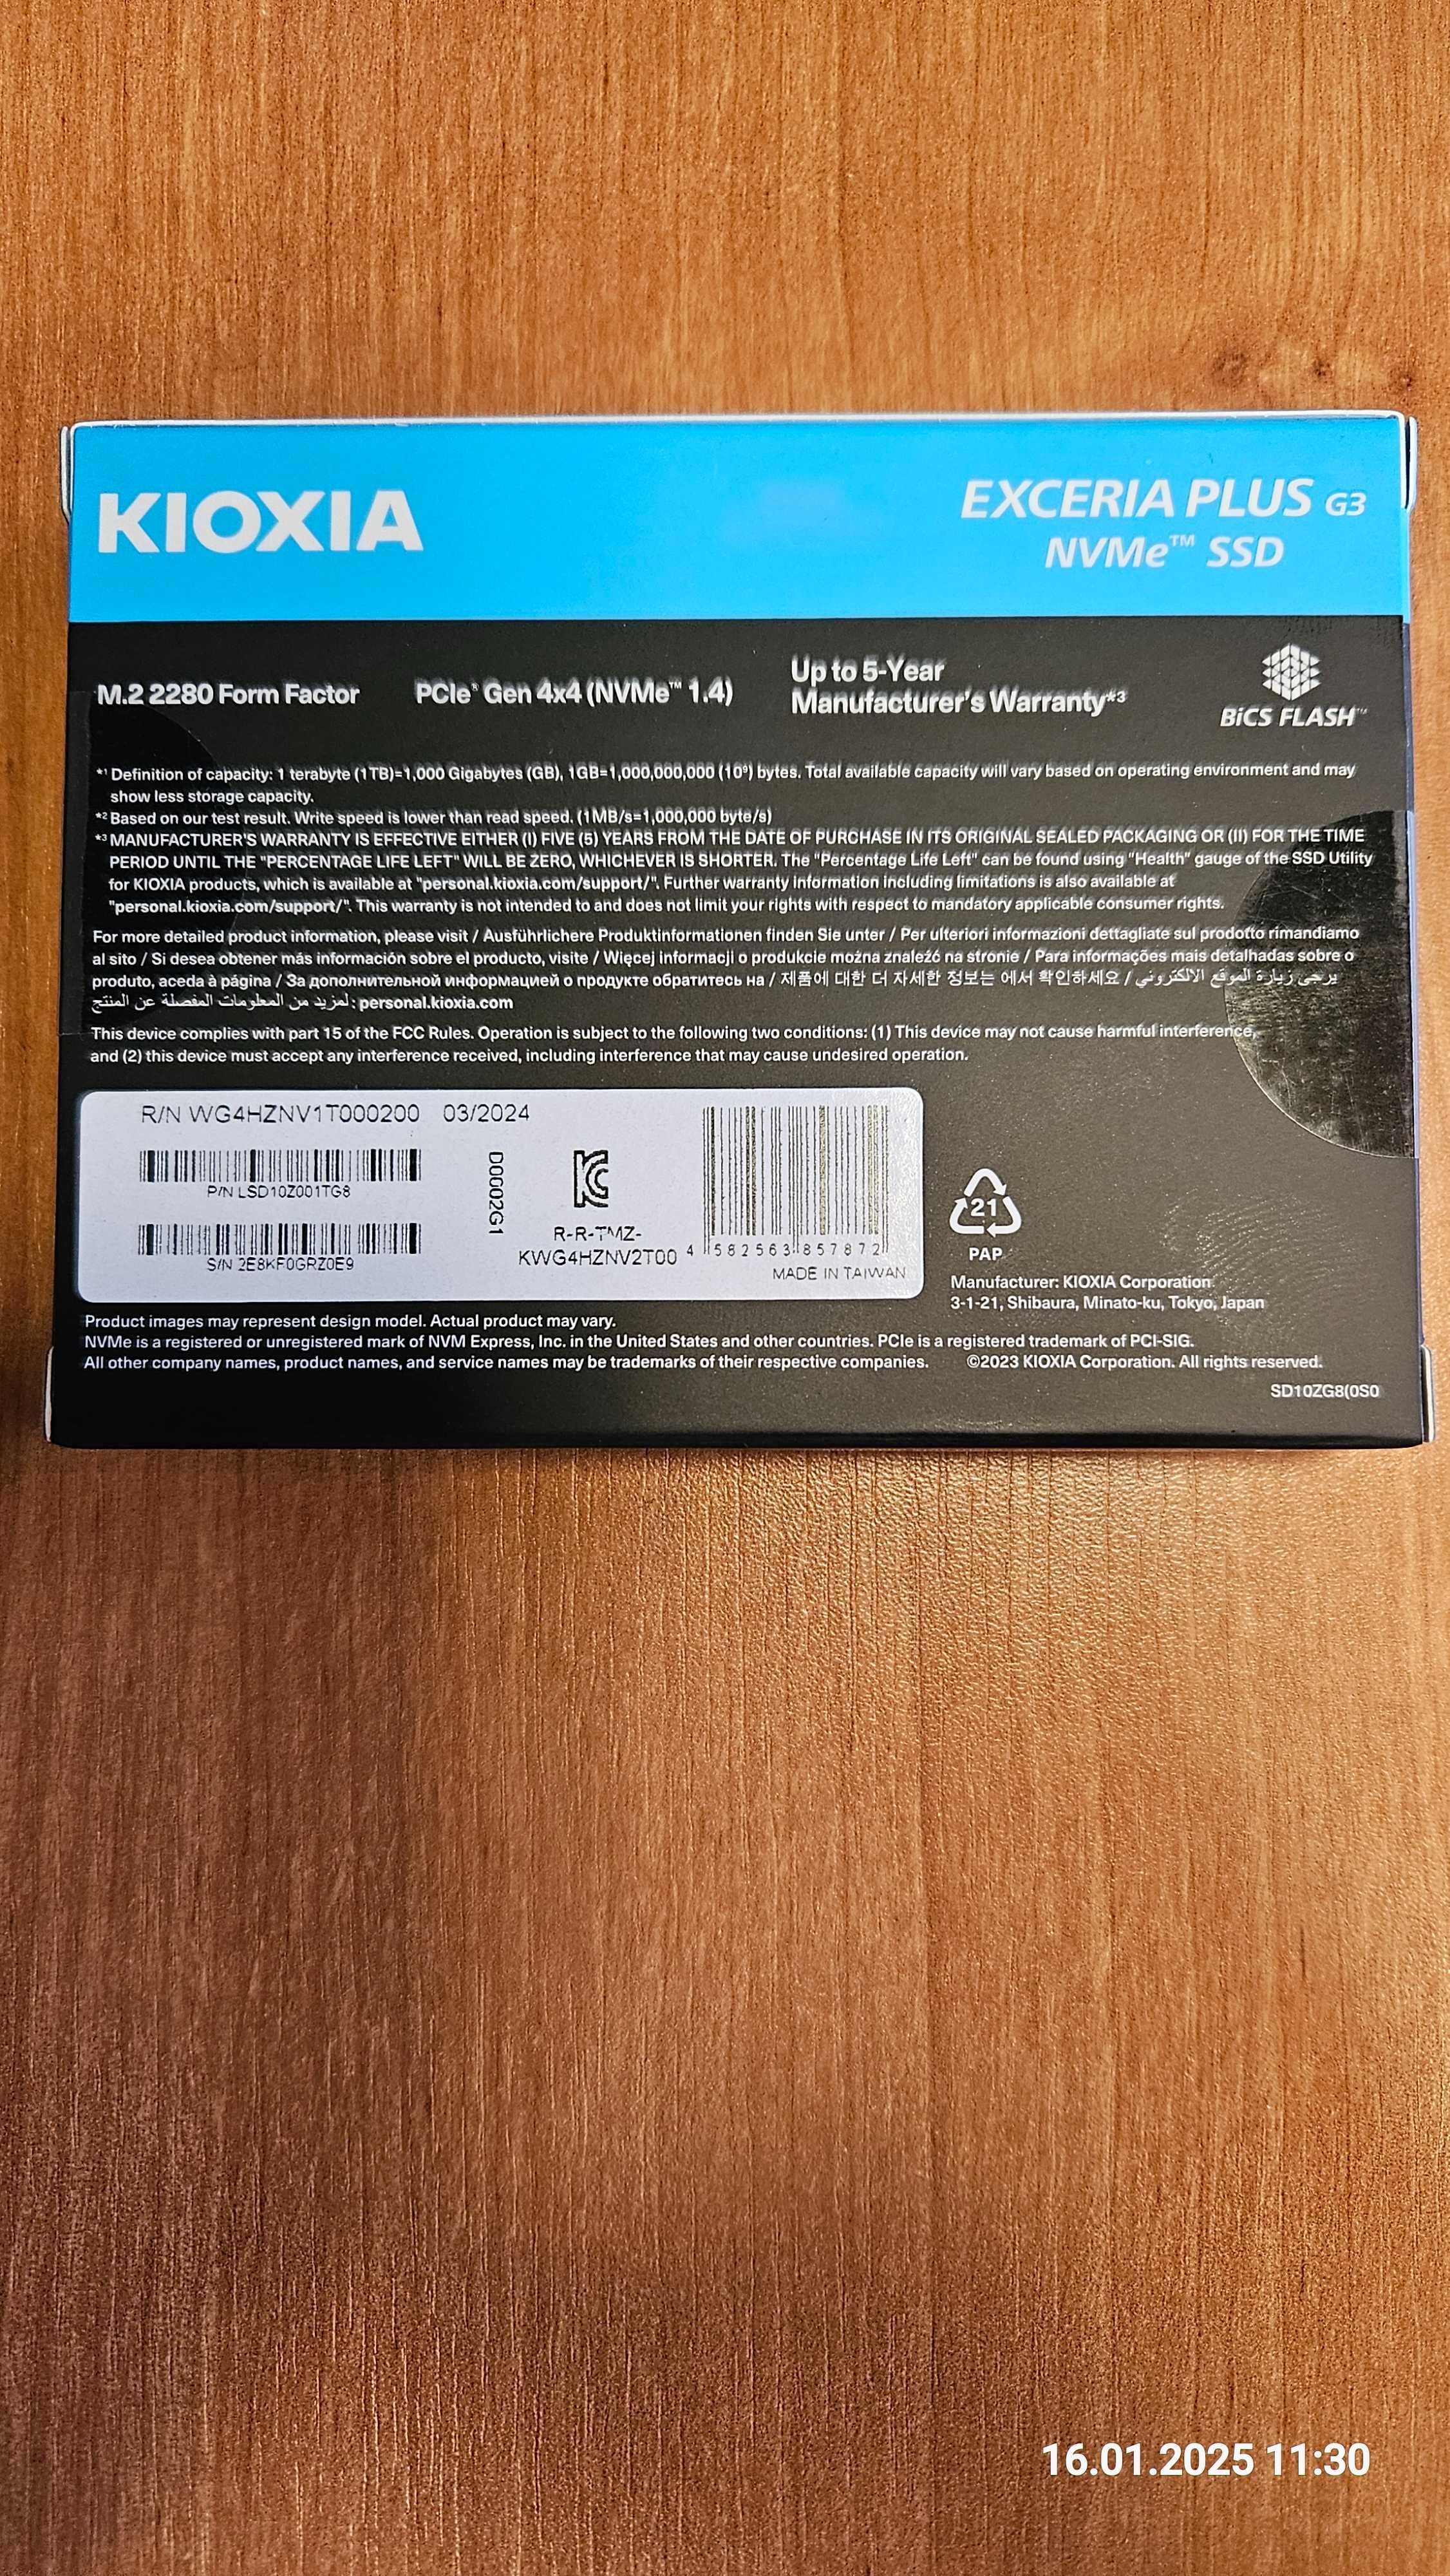 KIOXIA
EXCERIA PLUS G3
NVMe™ SSD
M.2 2280 Form Factor
PCIe® Gen 4x4 (NVMe™ 1.4)
Up to 5-Year
Manufacturer's Warranty*3
BiCS FLASH™
*1 Definition of capacity: 1 terabyte (1TB)=1,000 Gigabytes (GB), 1GB=1,000,000,000 (10⁹) bytes. Total available capacity will vary based on operating environment and may
show less storage capacity.
*2 Based on our test result. Write speed is lower than read speed. (1MB/s=1,000,000 byte/s)
*3 MANUFACTURER'S WARRANTY IS EFFECTIVE EITHER (I) FIVE (5) YEARS FROM THE DATE OF PURCHASE IN ITS ORIGINAL SEALED PACKAGING OR (II) FOR THE TIME
PERIOD UNTIL THE "PERCENTAGE LIFE LEFT" WILL BE ZERO, WHICHEVER IS SHORTER. The "Percentage Life Left" can be found using "Health" gauge of the SSD Utility
for KIOXIA products, which is available at "personal.kioxia.com/support/". Further warranty information including limitations is also available at
"personal.kioxia.com/support/". This warranty is not intended to and does not limit your rights with respect to mandatory applicable consumer rights.
For more detailed product information, please visit / Ausführlichere Produktinformationen finden Sie unter / Per ulteriori informazioni dettagliate sul prodotto rimandiamo
al sito / Si desea obtener más información sobre el producto, visite / Więcej informacji o produkcie można znaleźć na stronie / Para informações mais detalhadas sobre o
produto, aceda à página / За дополнительной информацией о продукте обратитесь на / 제품에 대한 더 자세한 정보는 에서 확인하세요 / يرجى زيارة الموقع الالكتروني
لمزيد من المعلومات المفصلة عن المنتج: personal.kioxia.com
This device complies with part 15 of the FCC Rules. Operation is subject to the following two conditions: (1) This device may not cause harmful interference,
and (2) this device must accept any interference received, including interference that may cause undesired operation.
R/N WG4HZNV1T000200 03/2024
P/N LSD10Z001TG8
S/N 2E8KF0GRZ0E9
D0002G1
R-R-TMZ-
KWG4HZNV2T00
4 582563 857872
MADE IN TAIWAN
21
PAP
Manufacturer: KIOXIA Corporation
3-1-21, Shibaura, Minato-ku, Tokyo, Japan
Product images may represent design model. Actual product may vary.
NVMe is a registered or unregistered mark of NVM Express, Inc. in the United States and other countries. PCIe is a registered trademark of PCI-SIG.
All other company names, product names, and service names may be trademarks of their respective companies. ©2023 KIOXIA Corporation. All rights reserved.
SD10ZG8(0S0
16.01.2025 11:30